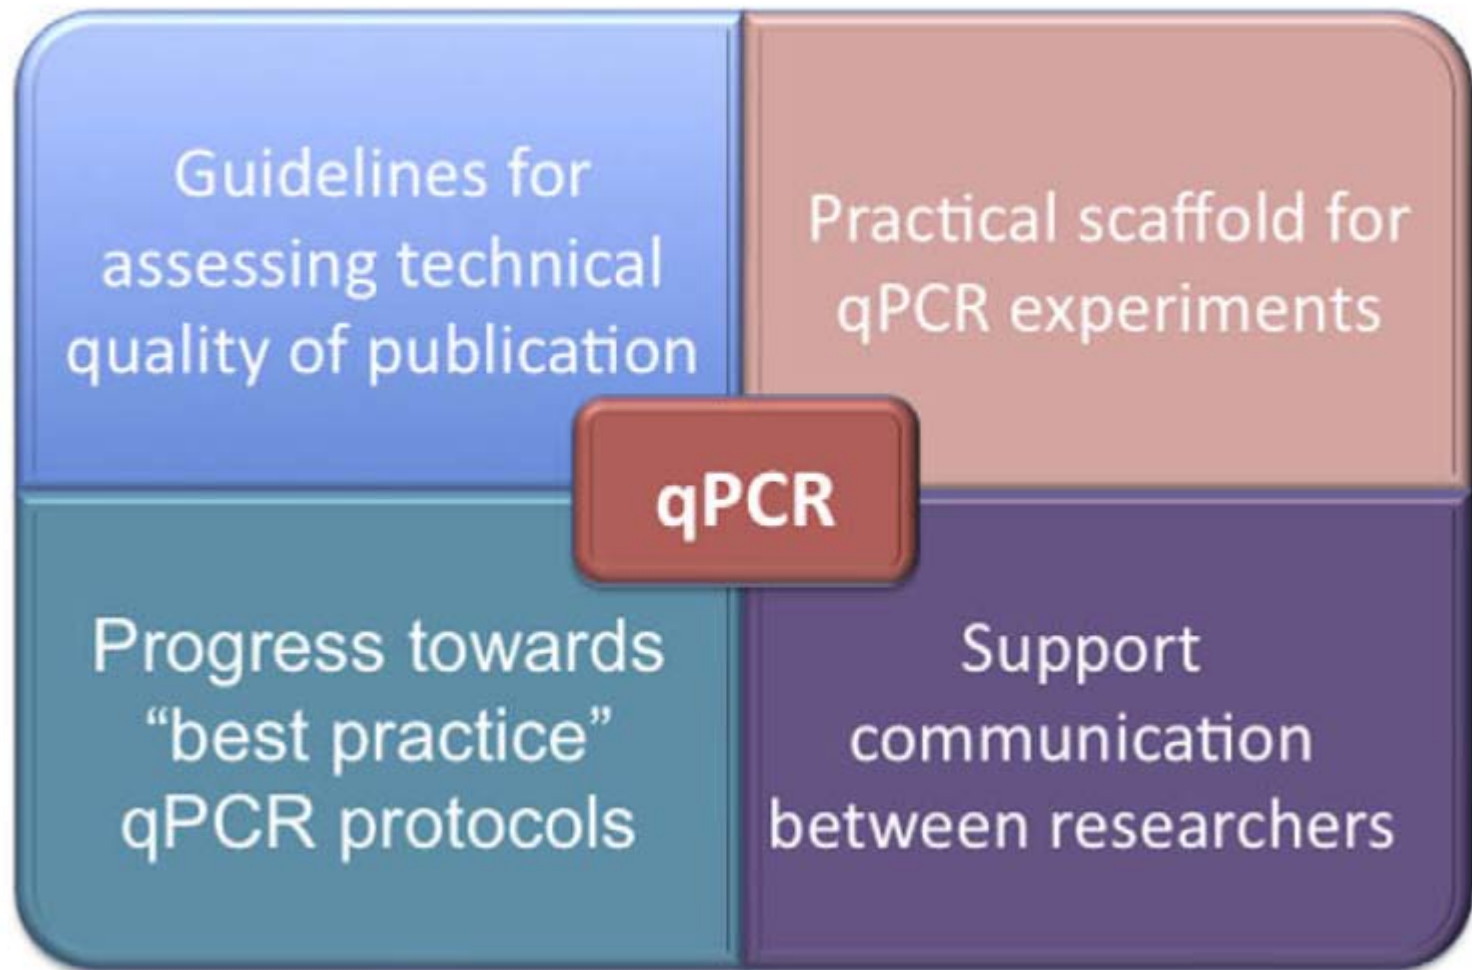 Guidelines for
assessing technical
quality of publication
Practical scaffold for
qPCR experiments
qPCR
Progress towards
“best practice”
qPCR protocols
Support
communication
between researchers